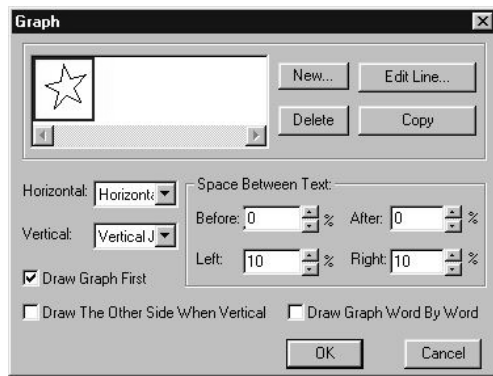 Graph
New... Edit Line...
Delete Copy
Horizontal: Horizonta
Space Between Text:
Before: 0 % After: 0 %
Vertical: Vertical J
Left: 10 % Right: 10 %
Draw Graph First
Draw The Other Side When Vertical Draw Graph Word By Word
OK Cancel